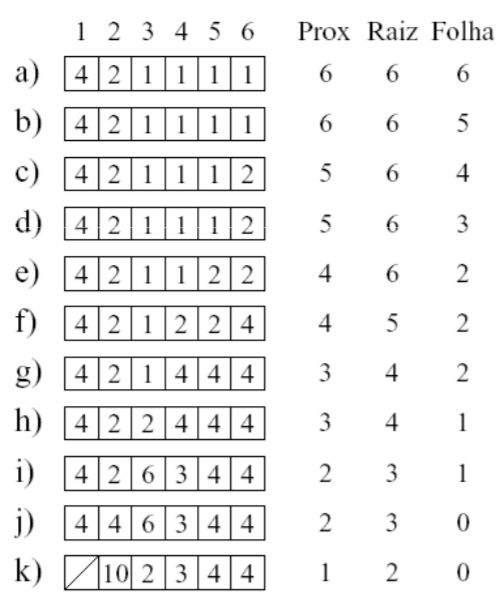 1 2 3 4 5 6 Prox Raiz Folha
a) 4 2 1 1 1 1 6 6 6
b) 4 2 1 1 1 1 6 6 5
c) 4 2 1 1 1 2 5 6 4
d) 4 2 1 1 1 2 5 6 3
e) 4 2 1 1 2 2 4 6 2
f) 4 2 1 2 2 4 4 5 2
g) 4 2 1 4 4 4 3 4 2
h) 4 2 2 4 4 4 3 4 1
i) 4 2 6 3 4 4 2 3 1
j) 4 4 6 3 4 4 2 3 0
k) 10 2 3 4 4 1 2 0